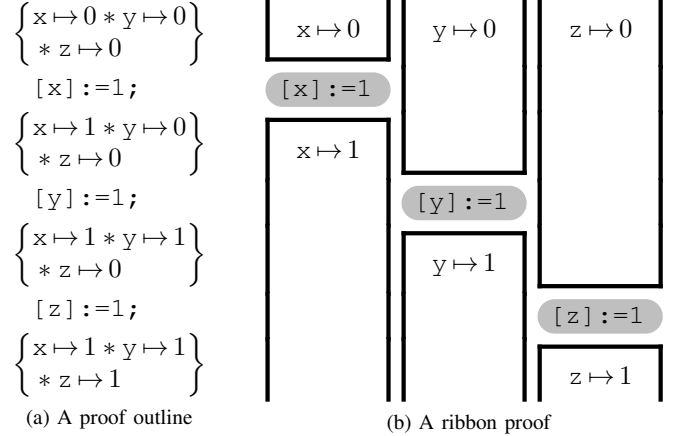 { x ↦ 0 * y ↦ 0
* z ↦ 0 }
[x]:=1;
{ x ↦ 1 * y ↦ 0
* z ↦ 0 }
[y]:=1;
{ x ↦ 1 * y ↦ 1
* z ↦ 0 }
[z]:=1;
{ x ↦ 1 * y ↦ 1
* z ↦ 1 }
(a) A proof outline
x ↦ 0
y ↦ 0
z ↦ 0
[x]:=1
x ↦ 1
[y]:=1
y ↦ 1
[z]:=1
z ↦ 1
(b) A ribbon proof